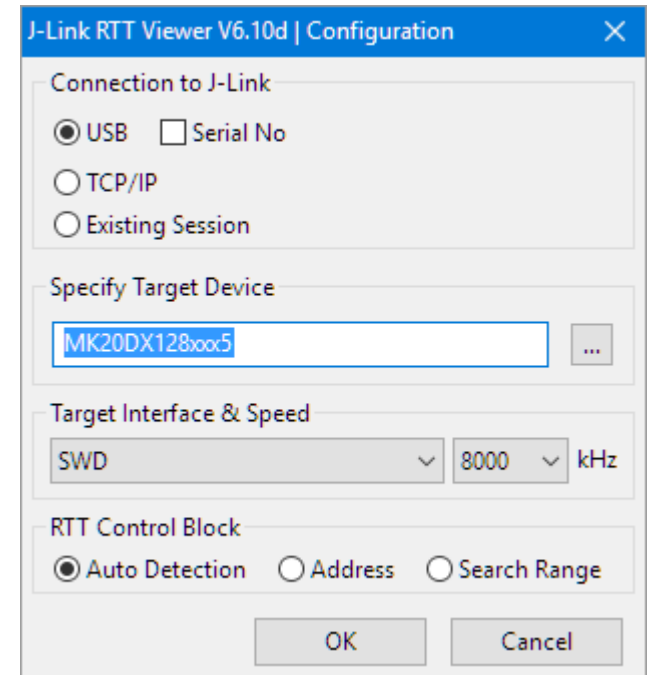 J-Link RTT Viewer V6.10d | Configuration
Connection to J-Link
USB Serial No
TCP/IP
Existing Session
Specify Target Device
MK20DX128xxx5
...
Target Interface & Speed
SWD 8000 kHz
RTT Control Block
Auto Detection Address Search Range
OK Cancel